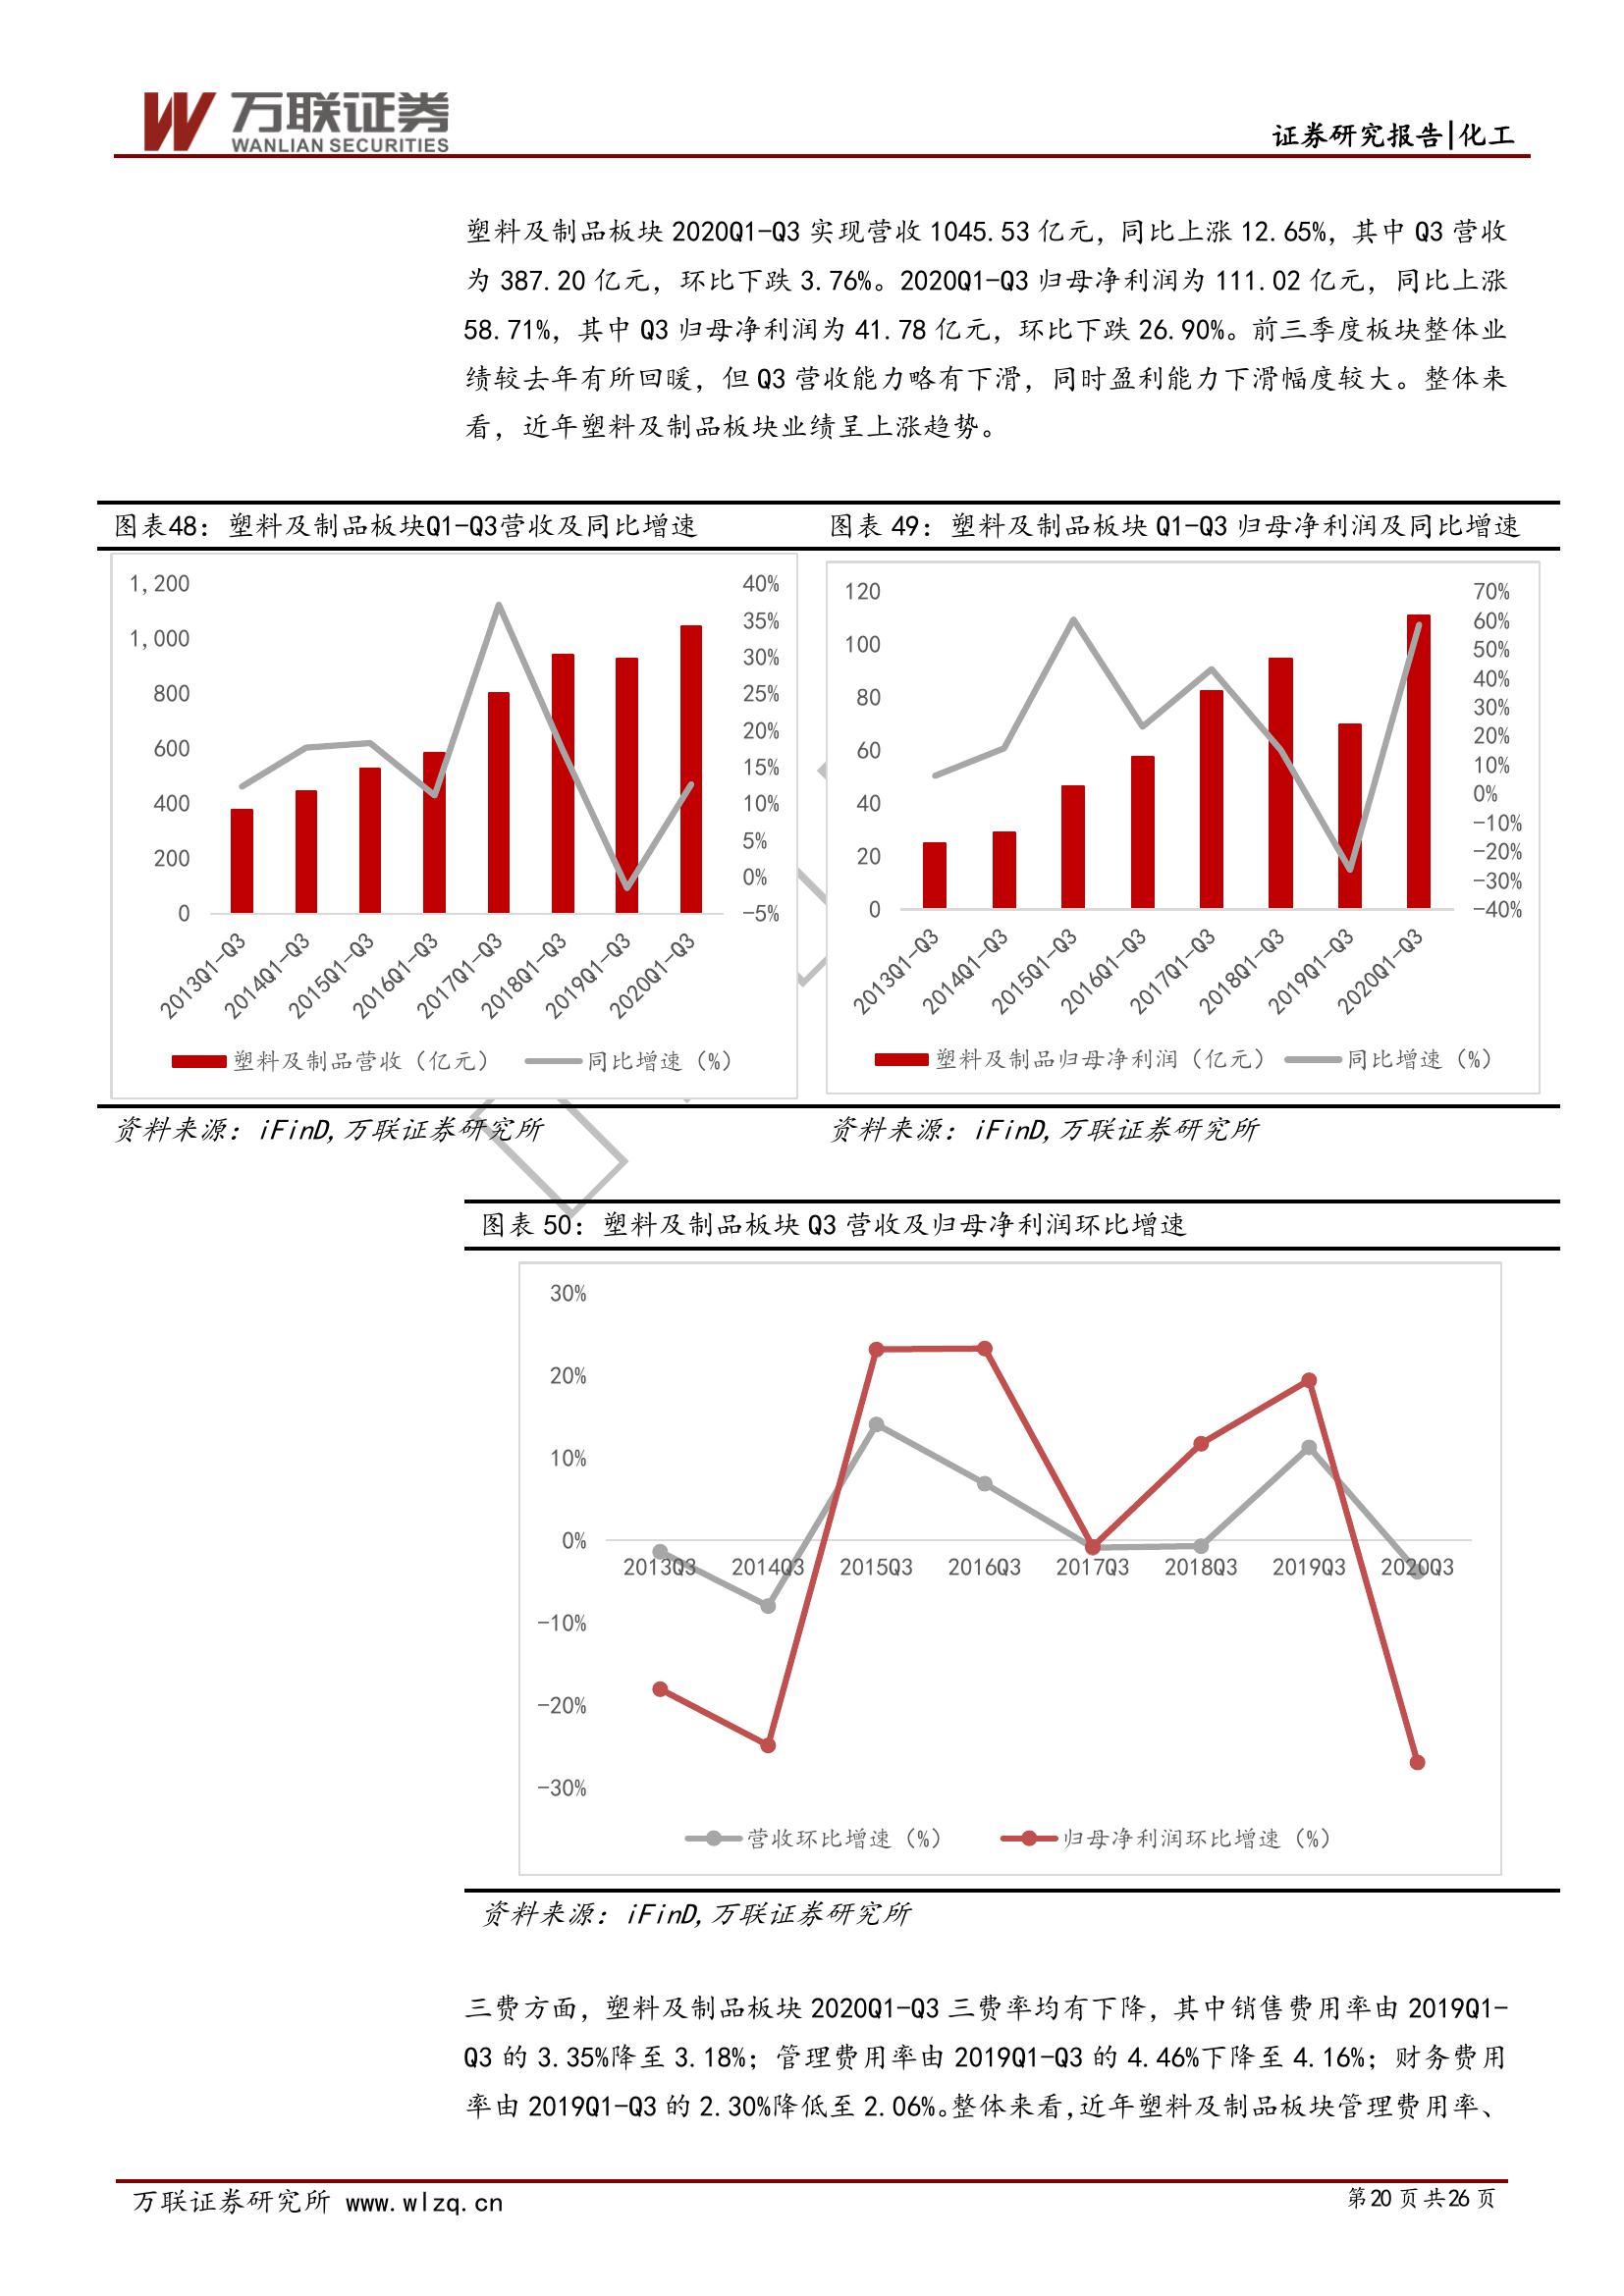 万联证券
WANLIAN SECURITIES
证券研究报告|化工
塑料及制品板块 2020Q1-Q3 实现营收 1045.53 亿元，同比上涨 12.65%，其中 Q3 营收
为 387.20 亿元，环比下跌 3.76%。2020Q1-Q3 归母净利润为 111.02 亿元，同比上涨
58.71%，其中 Q3 归母净利润为 41.78 亿元，环比下跌 26.90%。前三季度板块整体业
绩较去年有所回暖，但 Q3 营收能力略有下滑，同时盈利能力下滑幅度较大。整体来
看，近年塑料及制品板块业绩呈上涨趋势。
图表48：塑料及制品板块Q1-Q3营收及同比增速
1,200
1,000
800
600
400
200
0
40%
35%
30%
25%
20%
15%
10%
5%
0%
-5%
2013Q1-Q3
2014Q1-Q3
2015Q1-Q3
2016Q1-Q3
2017Q1-Q3
2018Q1-Q3
2019Q1-Q3
2020Q1-Q3
塑料及制品营收（亿元）
同比增速（%）
资料来源：iFinD,万联证券研究所
图表 49：塑料及制品板块 Q1-Q3 归母净利润及同比增速
120
100
80
60
40
20
0
70%
60%
50%
40%
30%
20%
10%
0%
-10%
-20%
-30%
-40%
2013Q1-Q3
2014Q1-Q3
2015Q1-Q3
2016Q1-Q3
2017Q1-Q3
2018Q1-Q3
2019Q1-Q3
2020Q1-Q3
塑料及制品归母净利润（亿元）
同比增速（%）
资料来源：iFinD,万联证券研究所
图表 50：塑料及制品板块 Q3 营收及归母净利润环比增速
30%
20%
10%
0%
-10%
-20%
-30%
2013Q3 2014Q3 2015Q3 2016Q3 2017Q3 2018Q3 2019Q3 2020Q3
营收环比增速（%）
归母净利润环比增速（%）
资料来源：iFinD,万联证券研究所
三费方面，塑料及制品板块 2020Q1-Q3 三费率均有下降，其中销售费用率由 2019Q1-
Q3 的 3.35%降至 3.18%；管理费用率由 2019Q1-Q3 的 4.46%下降至 4.16%；财务费用
率由 2019Q1-Q3 的 2.30%降低至 2.06%。整体来看，近年塑料及制品板块管理费用率、
万联证券研究所 www.wlzq.cn
第20 页 共26 页